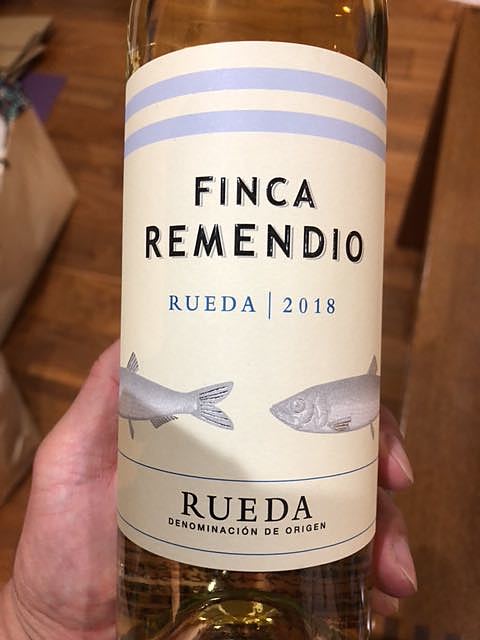 FINCA
REMENDIO
RUEDA | 2018
RUEDA
DENOMINACIÓN DE ORIGEN